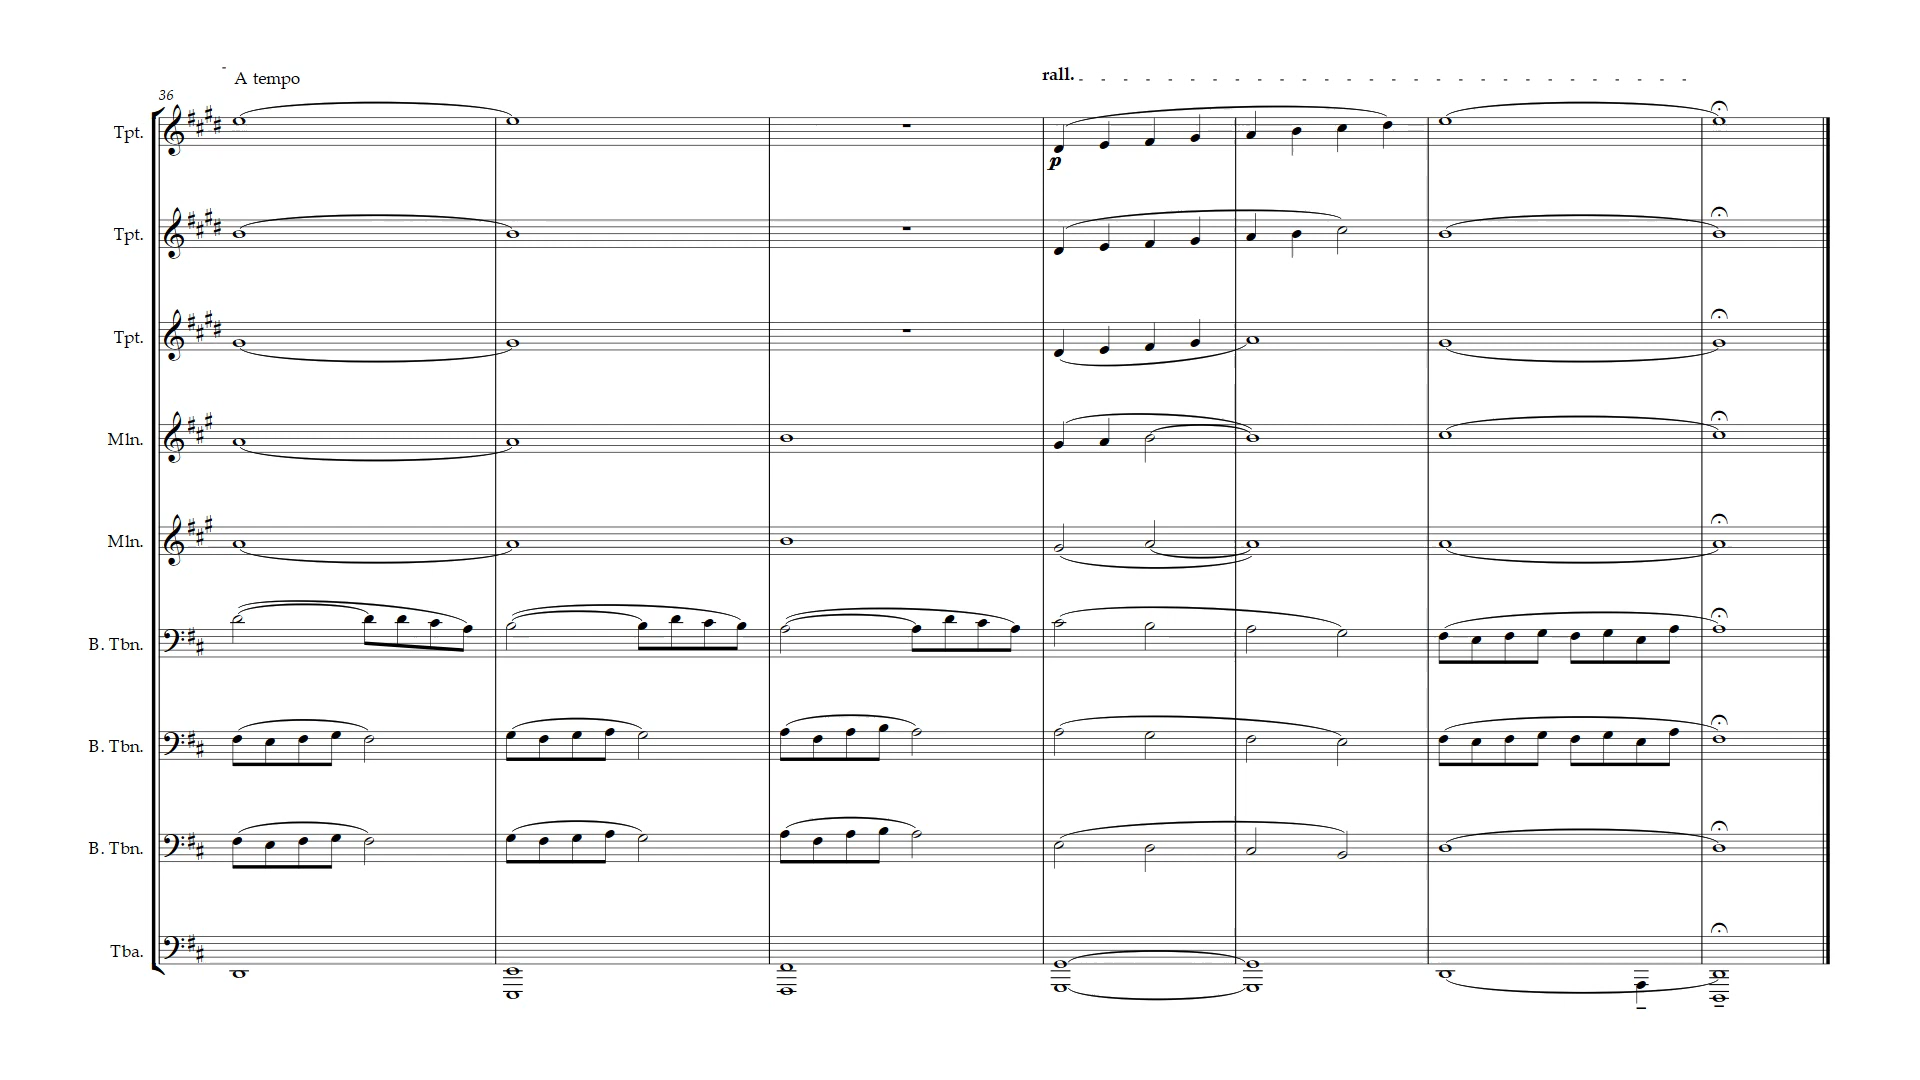 A tempo
rall.
36
Tpt.
p
Tpt.
Tpt.
Mln.
Mln.
B. Tbn.
B. Tbn.
B. Tbn.
Tba.